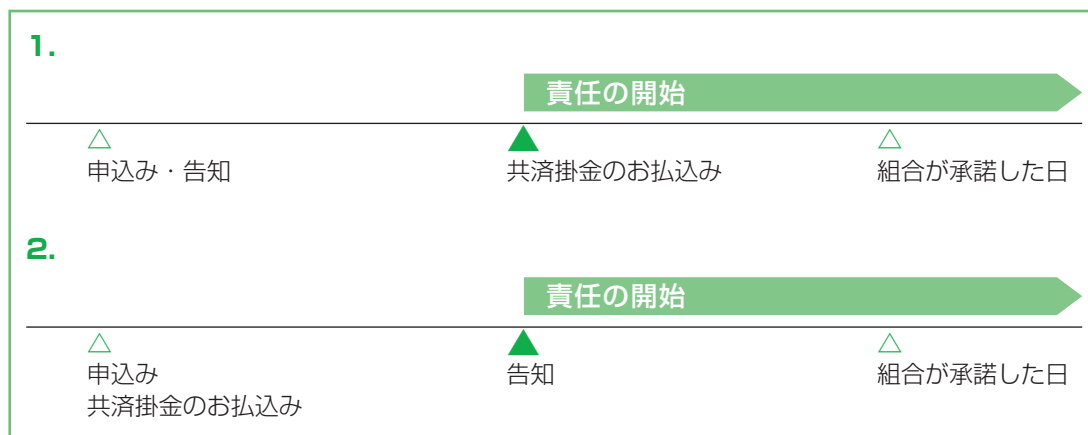 1.
責任の開始
△ △ △
申込み・告知 共済掛金のお払込み 組合が承諾した日
2.
責任の開始
△ △ △
申込み 告知 組合が承諾した日
共済掛金のお払込み